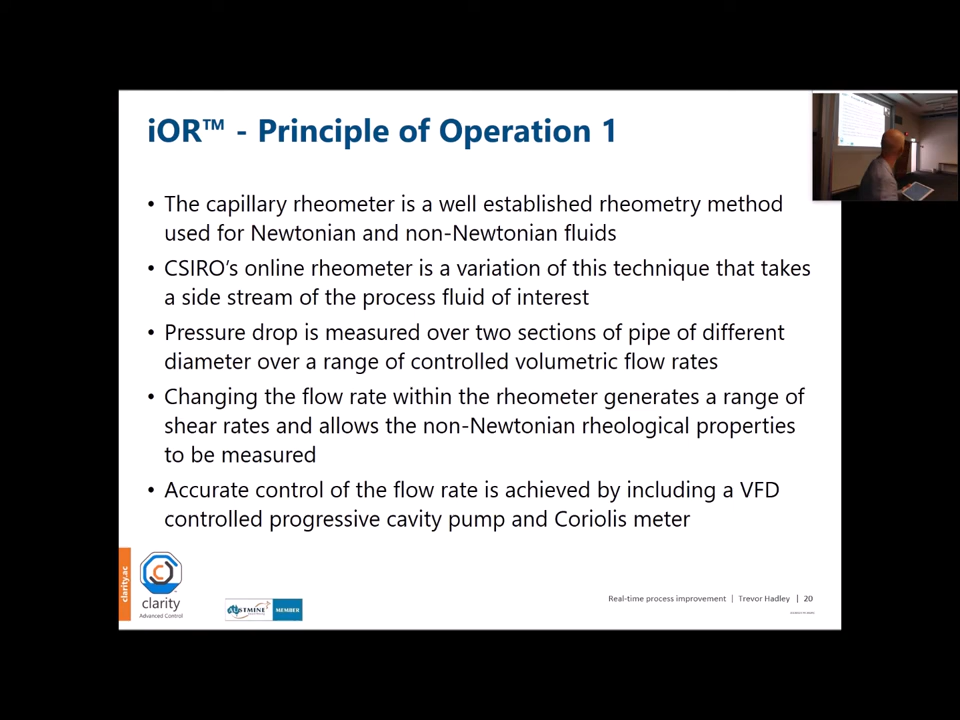 iOR™ - Principle of Operation 1
• The capillary rheometer is a well established rheometry method
used for Newtonian and non-Newtonian fluids
• CSIRO's online rheometer is a variation of this technique that takes
a side stream of the process fluid of interest
• Pressure drop is measured over two sections of pipe of different
diameter over a range of controlled volumetric flow rates
• Changing the flow rate within the rheometer generates a range of
shear rates and allows the non-Newtonian rheological properties
to be measured
• Accurate control of the flow rate is achieved by including a VFD
controlled progressive cavity pump and Coriolis meter
clarity.ac
clarity
Advanced Control
MEMBER
Real-time process improvement | Trevor Hadley | 20